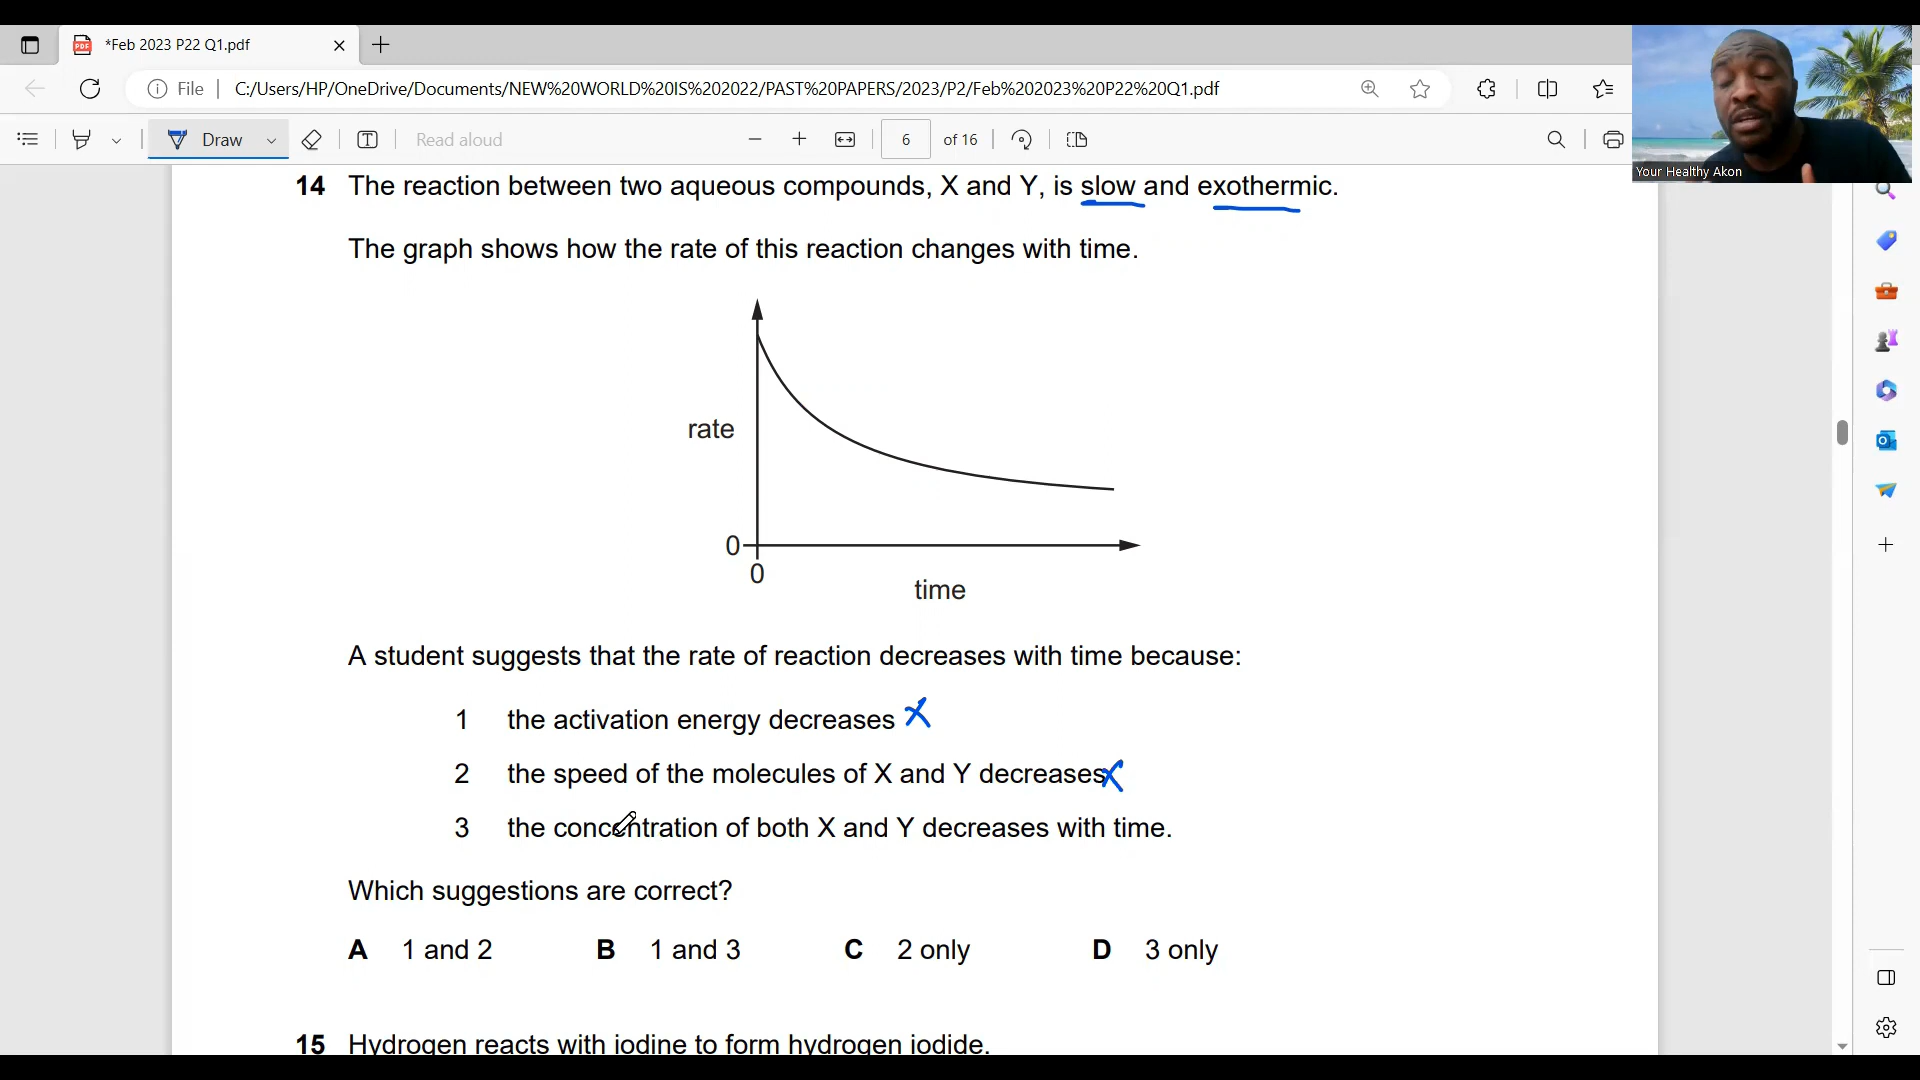 *Feb 2023 P22 Q1.pdf
File
C:/Users/HP/OneDrive/Documents/NEW%20WORLD%20IS%202022/PAST%20PAPERS/2023/P2/Feb%202023%20P22%20Q1.pdf
Draw
Read aloud
6 of 16
Your Healthy Akon
14 The reaction between two aqueous compounds, X and Y, is slow and exothermic.
The graph shows how the rate of this reaction changes with time.
rate
0
0
time
A student suggests that the rate of reaction decreases with time because:
1 the activation energy decreases
2 the speed of the molecules of X and Y decreases
3 the concentration of both X and Y decreases with time.
Which suggestions are correct?
A 1 and 2 B 1 and 3 C 2 only D 3 only
15 Hydrogen reacts with iodine to form hydrogen iodide.